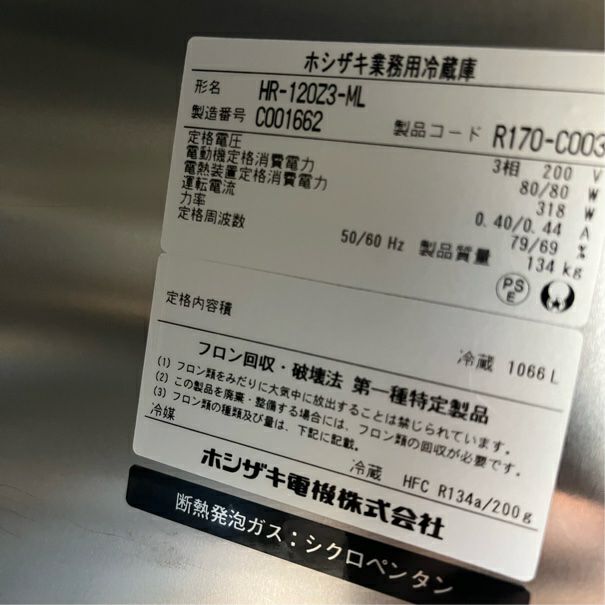 ホシザキ業務用冷蔵庫
形名 HR-120Z3-ML
製造番号 C001662 製品コード R170-C003
定格電圧 3相 200 V
電動機定格消費電力 80/80 W
電熱装置定格消費電力 318 W
運転電流 0.40/0.44 A
力率 79/69 %
定格周波数 50/60 Hz 製品質量 134 kg
PS
E
定格内容積 冷蔵 1066 L
フロン回収・破壊法 第一種特定製品
(1) フロン類をみだりに大気中に放出することは禁じられています。
(2) この製品を廃棄・整備する場合には、フロン類の回収が必要です。
(3) フロン類の種類及び量は、下記に記載。
冷媒 冷蔵 HFC R134a/200g
ホシザキ電機株式会社
断熱発泡ガス：シクロペンタン